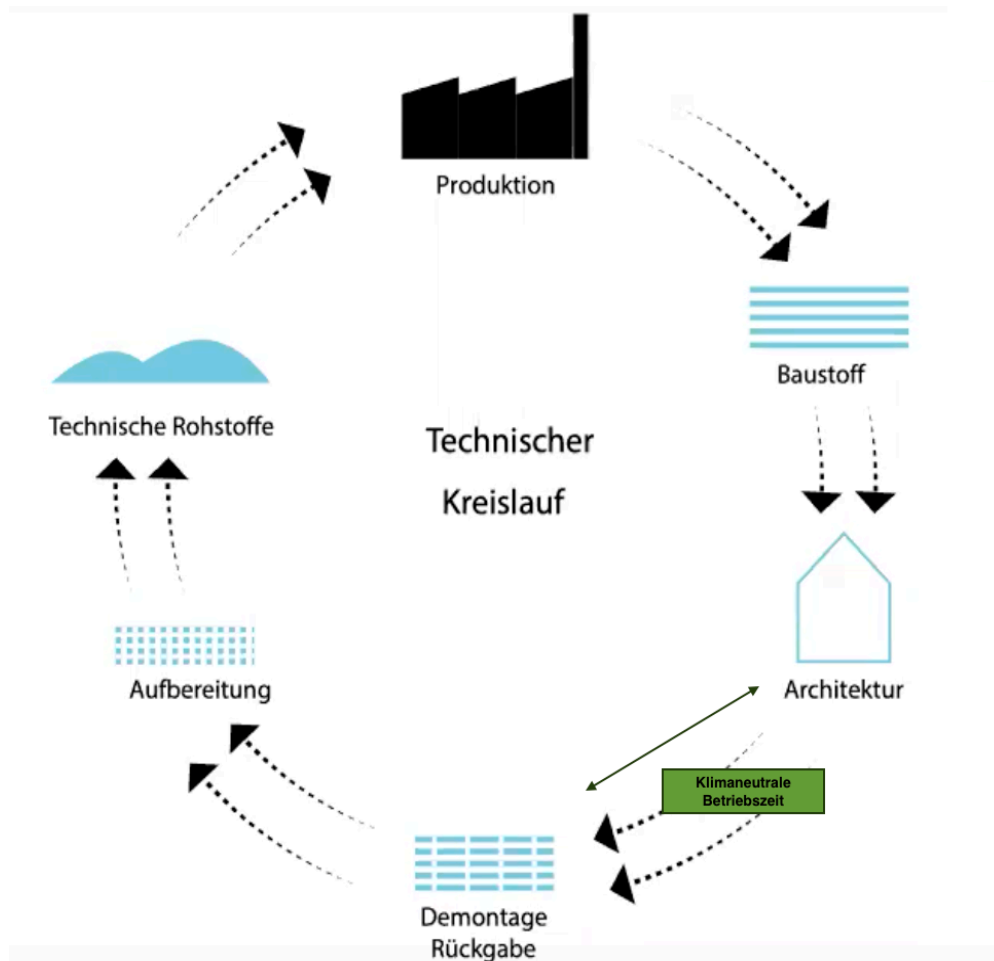 Produktion
Baustoff
Technische Rohstoffe
Technischer
Kreislauf
Aufbereitung
Architektur
Klimaneutrale
Betriebszeit
Demontage
Rückgabe